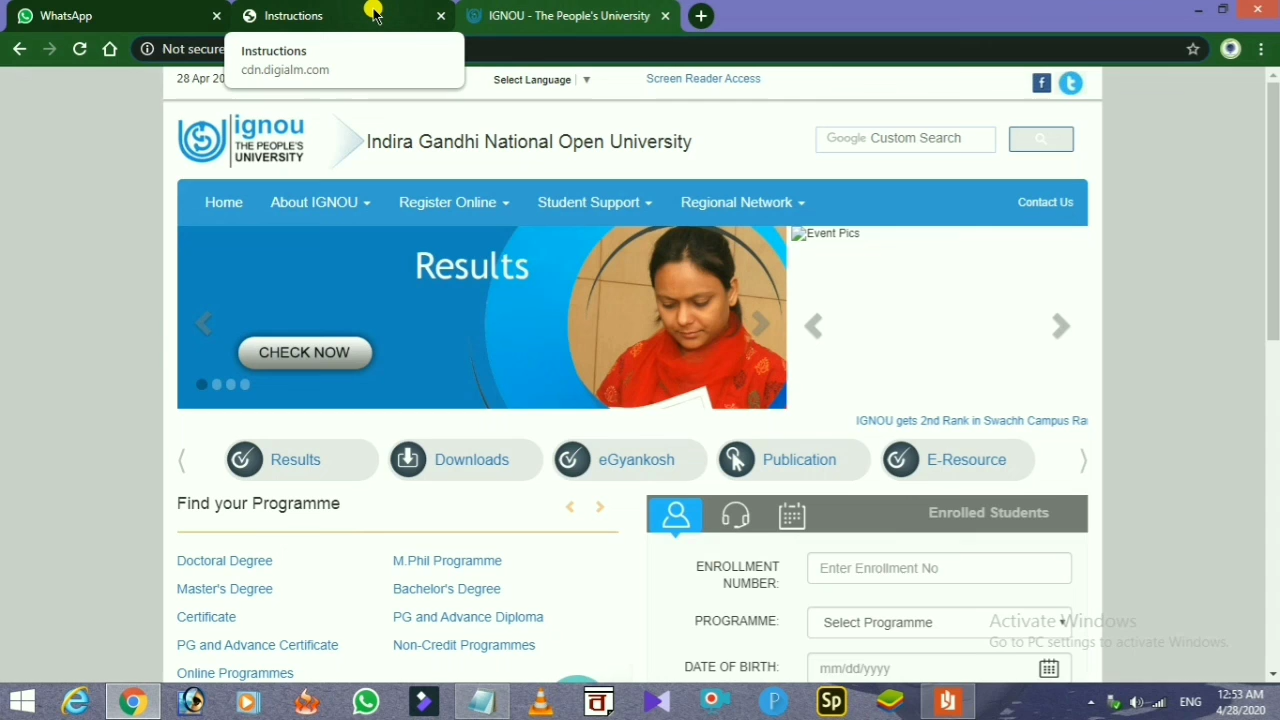 WhatsApp
Instructions
IGNOU - The People's University
Not secure
Instructions
cdn.digialm.com
28 Apr 20
Select Language
Screen Reader Access
ignou
THE PEOPLE'S
UNIVERSITY
Indira Gandhi National Open University
Google Custom Search
Home
About IGNOU
Register Online
Student Support
Regional Network
Contact Us
Results
CHECK NOW
Event Pics
IGNOU gets 2nd Rank in Swachh Campus Ra
Results
Downloads
eGyankosh
Publication
E-Resource
Find your Programme
Doctoral Degree
M.Phil Programme
Master's Degree
Bachelor's Degree
Certificate
PG and Advance Diploma
PG and Advance Certificate
Non-Credit Programmes
Online Programmes
Enrolled Students
ENROLLMENT
NUMBER:
Enter Enrollment No
PROGRAMME:
Select Programme
DATE OF BIRTH:
mm/dd/yyyy
Activate Windows
Go to PC settings to activate Windows.
Sp
ENG
12:53 AM
4/28/2020